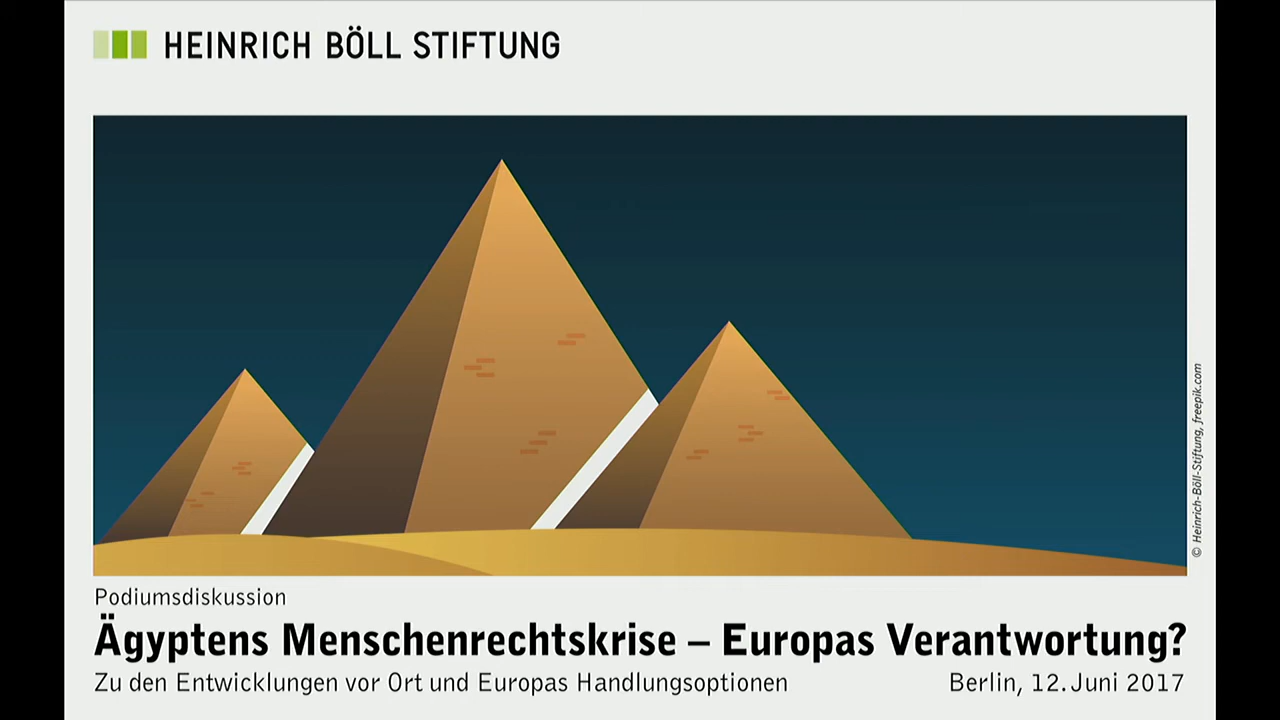 HEINRICH BÖLL STIFTUNG
© Heinrich-Böll-Stiftung, freepik.com
Podiumsdiskussion
Ägyptens Menschenrechtskrise – Europas Verantwortung?
Zu den Entwicklungen vor Ort und Europas Handlungsoptionen
Berlin, 12. Juni 2017